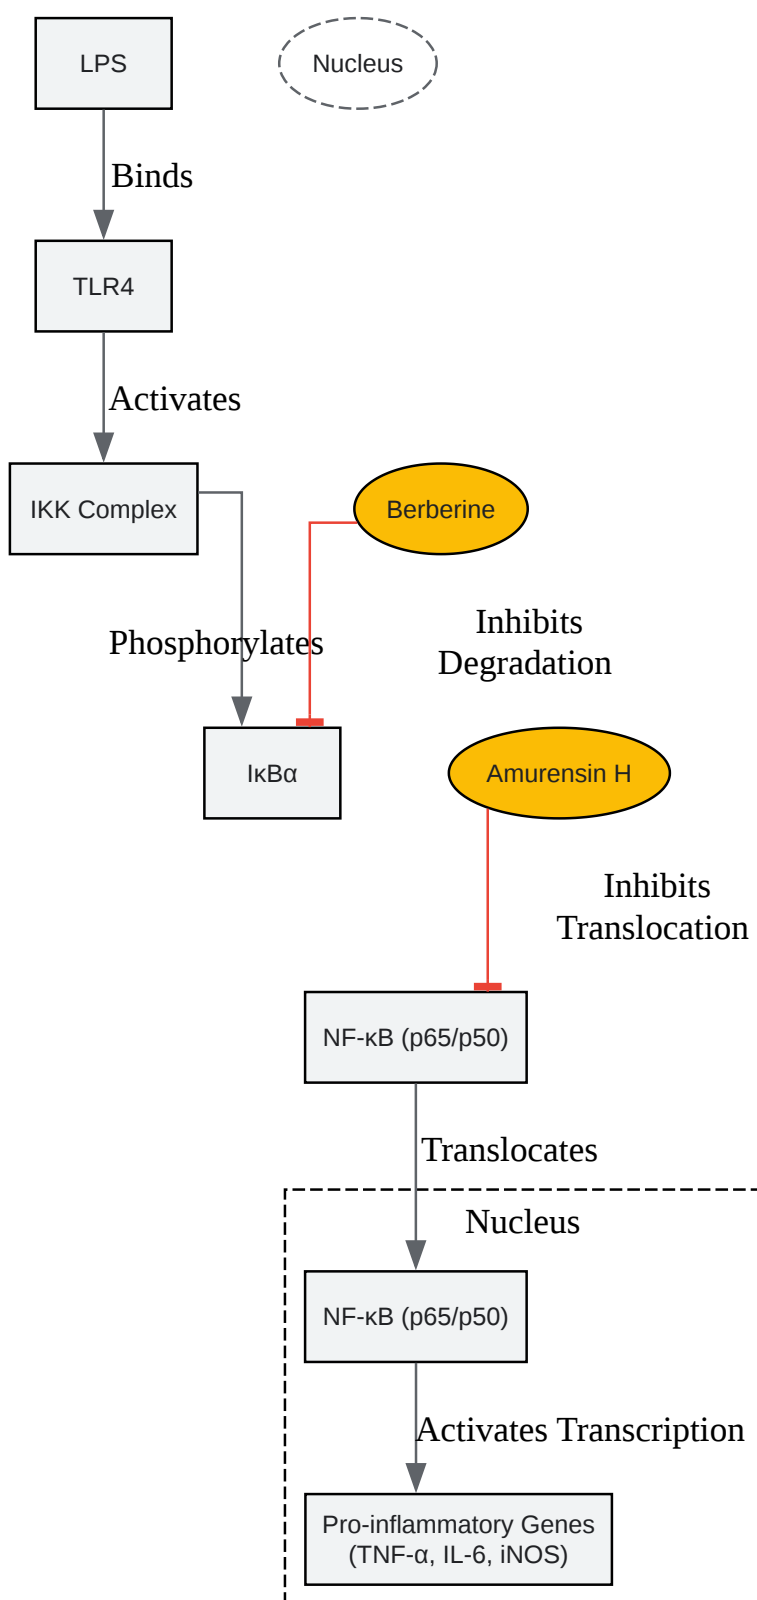 LPS
Nucleus
Binds
TLR4
Activates
IKK Complex
Berberine
Phosphorylates
Inhibits
Degradation
IκBα
Amurensin H
Inhibits
Translocation
NF-κB (p65/p50)
Translocates
Nucleus
NF-κB (p65/p50)
Activates Transcription
Pro-inflammatory Genes
(TNF-α, IL-6, iNOS)